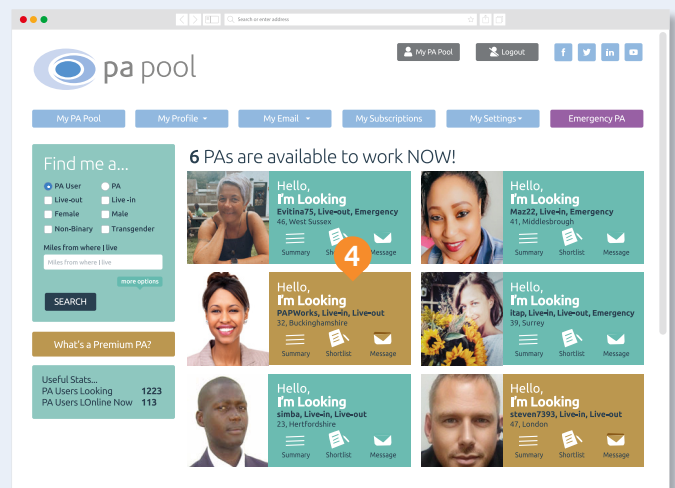 Search or enter address
pa pool
My PA Pool
Logout
My PA Pool My Profile My Email My Subscriptions My Settings Emergency PA
Find me a...
PA User PA
Live-out Live -in
Female Male
Non-Binary Transgender
Miles from where I live
Miles from where I live
more options
SEARCH
What's a Premium PA?
Useful Stats...
PA Users Looking 1223
PA Users LOnline Now 113
6 PAs are available to work NOW!
Hello,
I'm Looking
Evitina75, Live-out, Emergency
46, West Sussex
Summary Shortlist Message
Hello,
I'm Looking
Maz22, Live-in, Emergency
41, Middlesbrough
Summary Shortlist Message
4
Hello,
I'm Looking
PAPWorks, Live-in, Live-out
32, Buckinghamshire
Summary Shortlist Message
Hello,
I'm Looking
itap, Live-in, Live-out, Emergency
39, Surrey
Summary Shortlist Message
Hello,
I'm Looking
simba, Live-in, Live-out
23, Hertfordshire
Summary Shortlist Message
Hello,
I'm Looking
steven7393, Live-in, Live-out
47, London
Summary Shortlist Message